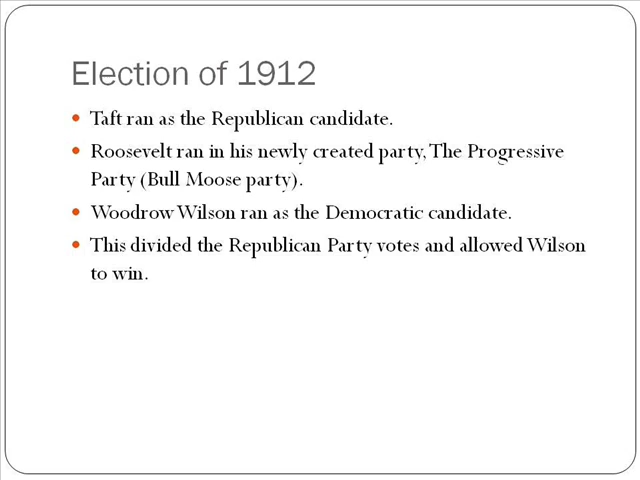 Election of 1912
• Taft ran as the Republican candidate.
• Roosevelt ran in his newly created party, The Progressive
Party (Bull Moose party).
• Woodrow Wilson ran as the Democratic candidate.
• This divided the Republican Party votes and allowed Wilson
to win.